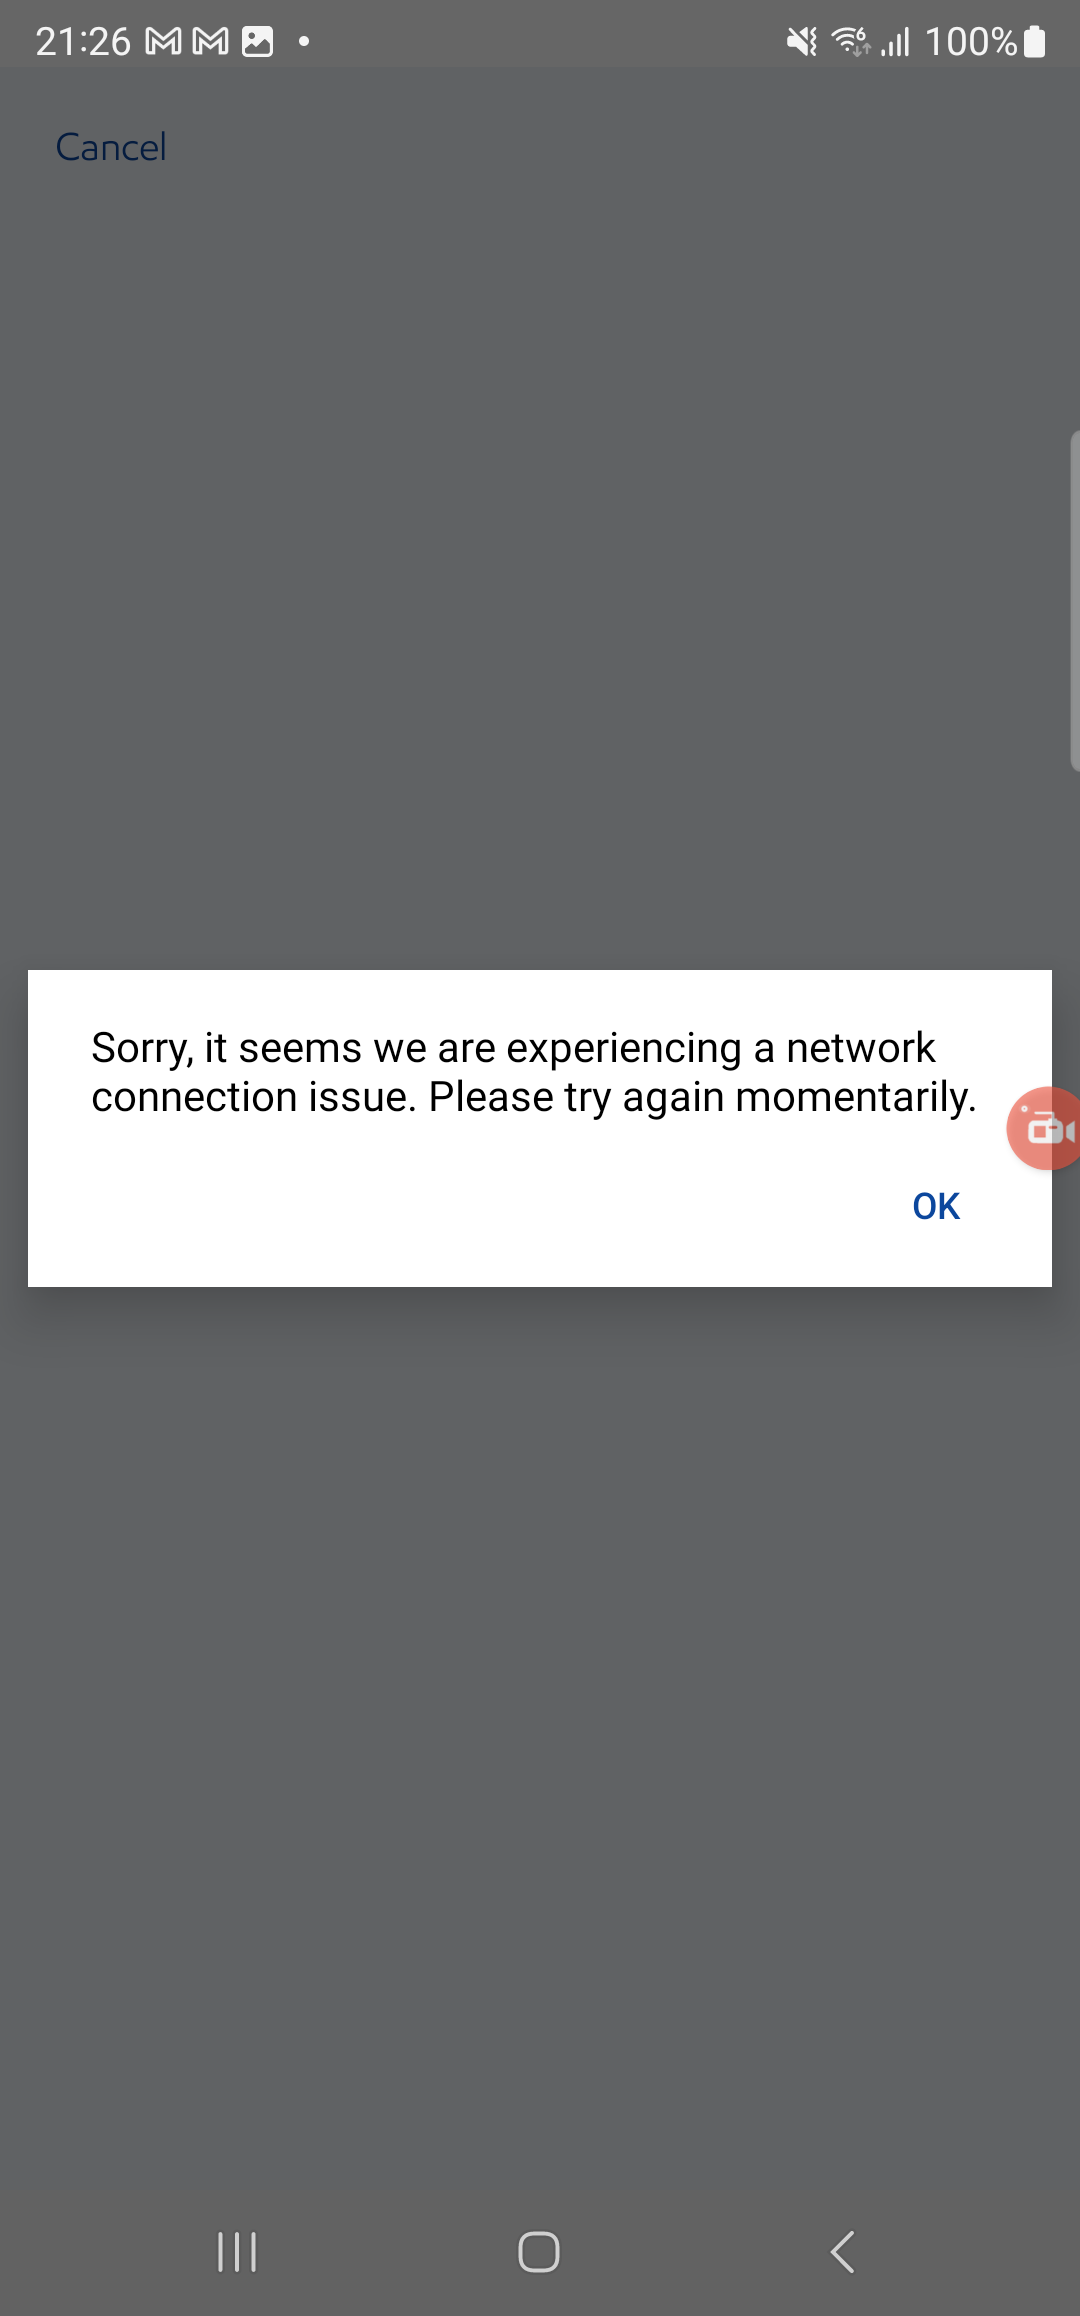 21:26
100%
Cancel
Sorry, it seems we are experiencing a network
connection issue. Please try again momentarily.
OK